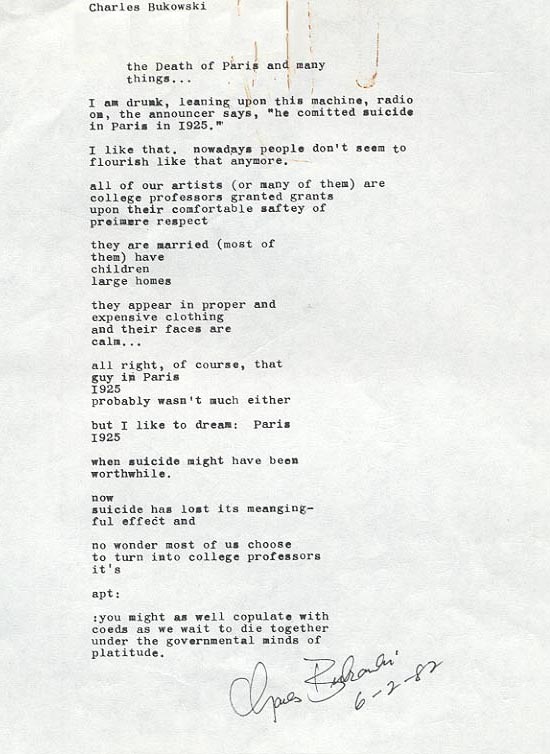 Charles Bukowski
the Death of Paris and many
things...
I am drunk, leaning upon this machine, radio
on, the announcer says, "he comitted suicide
in Paris in I925."
I like that. nowadays people don't seem to
flourish like that anymore.
all of our artists (or many of them) are
college professors granted grants
upon their comfortable saftey of
preimere respect
they are married (most of
them) have
children
large homes
they appear in proper and
expensive clothing
and their faces are
calm...
all right, of course, that
guy in Paris
I925
probably wasn't much either
but I like to dream: Paris
I925
when suicide might have been
worthwhile.
now
suicide has lost its meanging-
ful effect and
no wonder most of us choose
to turn into college professors
it's
apt:
:you might as well copulate with
coeds as we wait to die together
under the governmental minds of
platitude.
Charles Bukowski
6-2-82